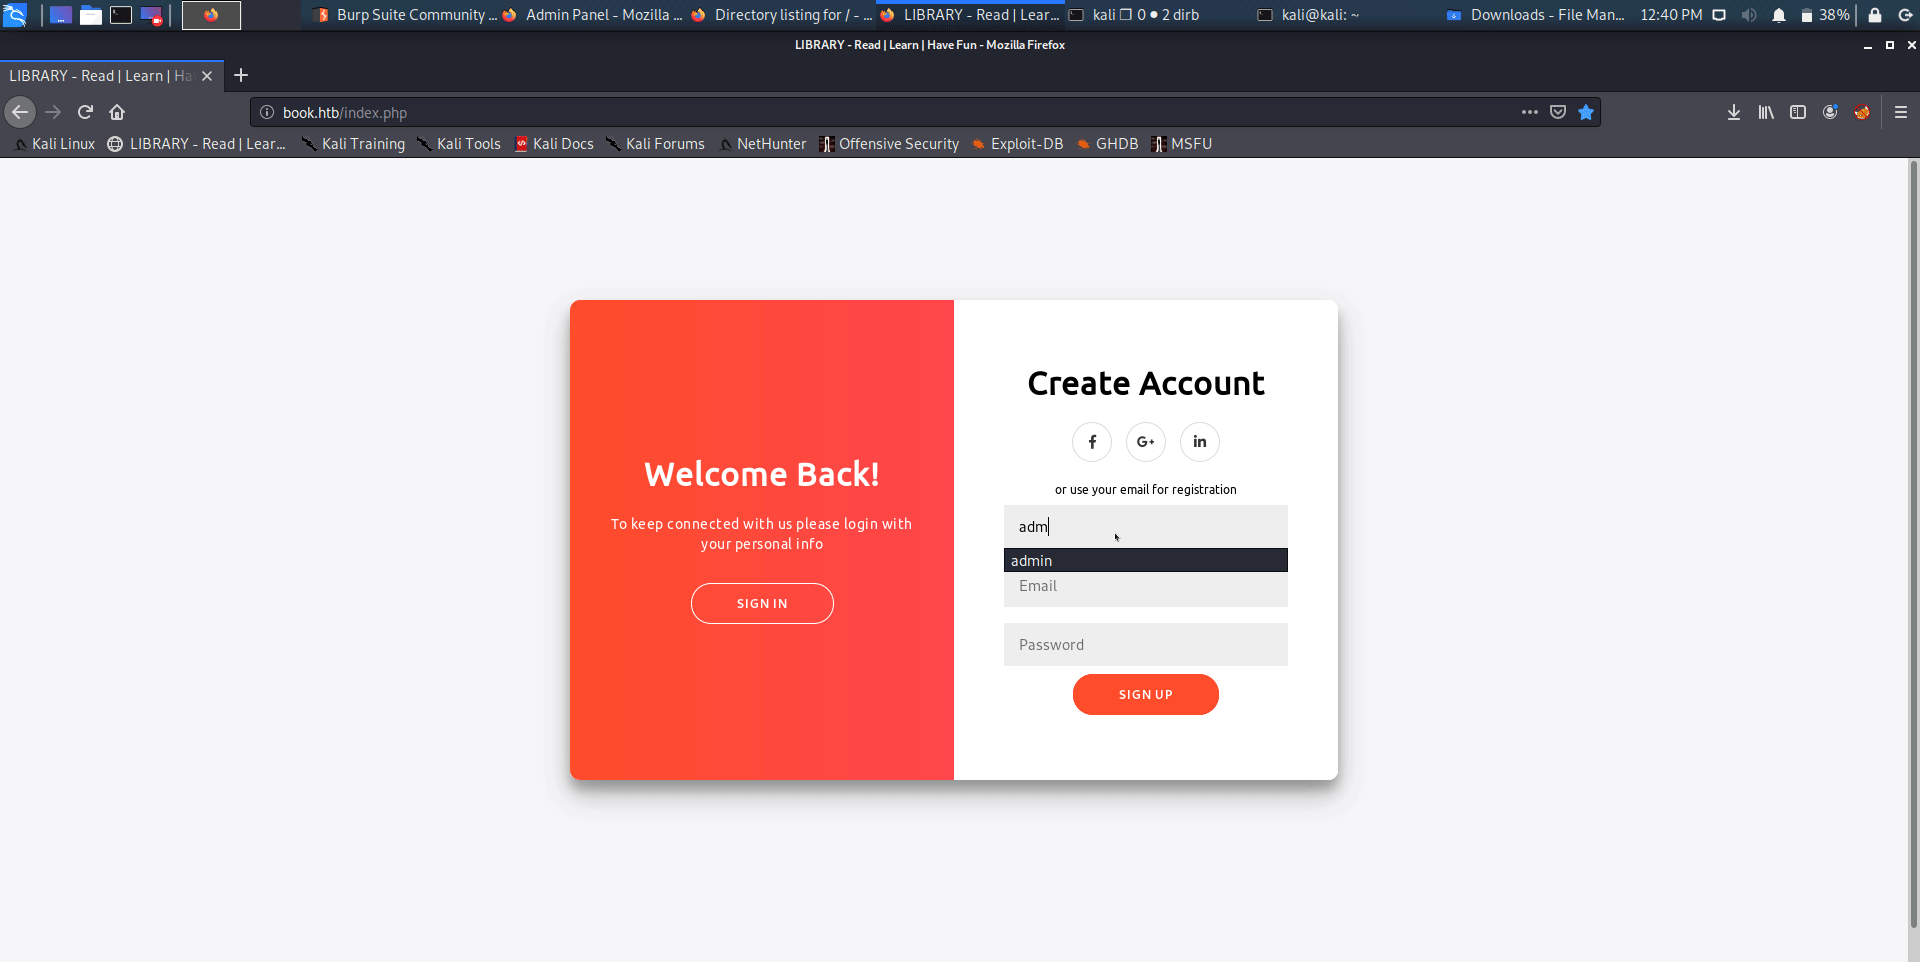 Burp Suite Community ...
Admin Panel - Mozilla ...
Directory listing for / - ...
LIBRARY - Read | Lear...
kali ❐ 0 ● 2 dirb
kali@kali: ~
Downloads - File Man...
12:40 PM
38%
LIBRARY - Read | Learn | Have Fun - Mozilla Firefox
LIBRARY - Read | Learn | Ha
book.htb/index.php
Kali Linux
LIBRARY - Read | Lear...
Kali Training
Kali Tools
Kali Docs
Kali Forums
NetHunter
Offensive Security
Exploit-DB
GHDB
MSFU
Welcome Back!
To keep connected with us please login with
your personal info
SIGN IN
Create Account
f
G+
in
or use your email for registration
adm
admin
Email
Password
SIGN UP